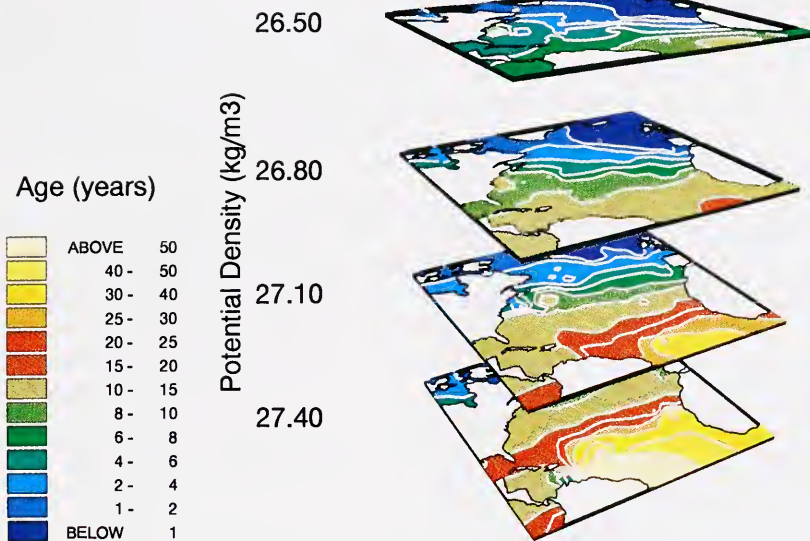 26.50
Potential Density (kg/m3)
26.80
Age (years)
ABOVE 50
40 - 50
27.10
30 - 40
25 - 30
20 - 25
15 - 20
10 - 15
27.40
8 - 10
6 - 8
4 - 6
2 - 4
1 - 2
BELOW 1